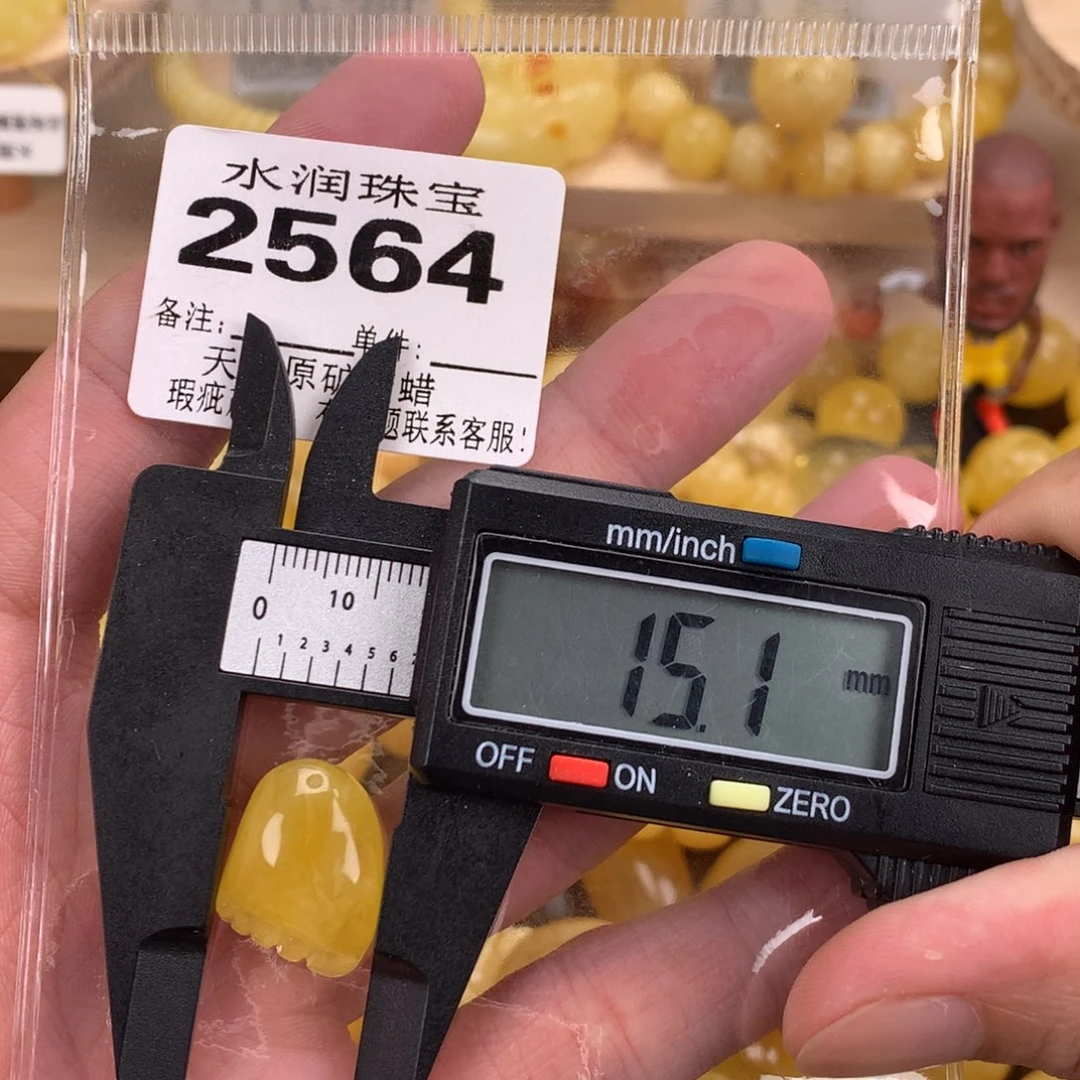 水润珠宝
2564
备注: 单件:
天 原矿 蜡
瑕疵 题联系客服!
mm/inch
0 10
1 2 3 4 5 6
15.1 mm
OFF ON ZERO